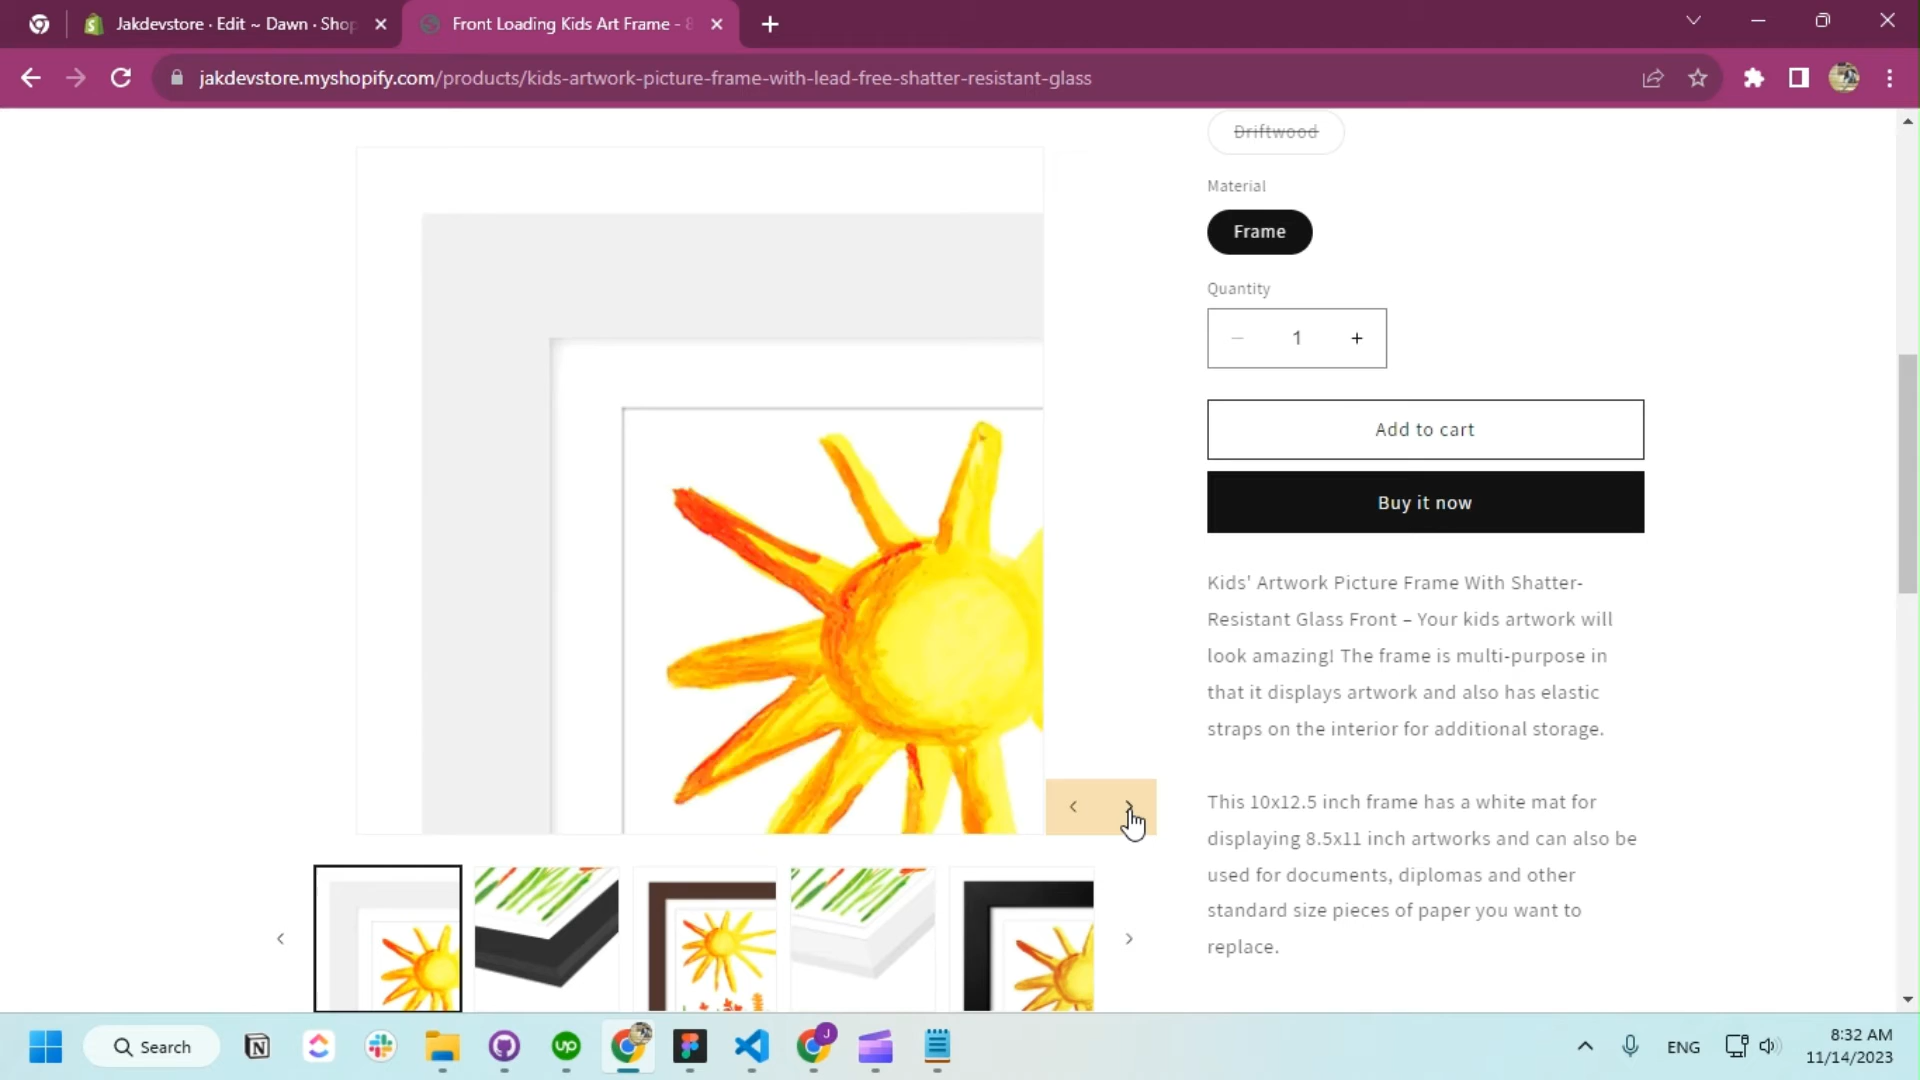 Jakdevstore · Edit ~ Dawn · Shop
Front Loading Kids Art Frame - 8
jakdevstore.myshopify.com/products/kids-artwork-picture-frame-with-lead-free-shatter-resistant-glass
Driftwood
Material
Frame
Quantity
1
Add to cart
Buy it now
Kids' Artwork Picture Frame With Shatter-
Resistant Glass Front – Your kids artwork will
look amazing! The frame is multi-purpose in
that it displays artwork and also has elastic
straps on the interior for additional storage.
This 10x12.5 inch frame has a white mat for
displaying 8.5x11 inch artworks and can also be
used for documents, diplomas and other
standard size pieces of paper you want to
replace.
Search
up
J
ENG
8:32 AM
11/14/2023